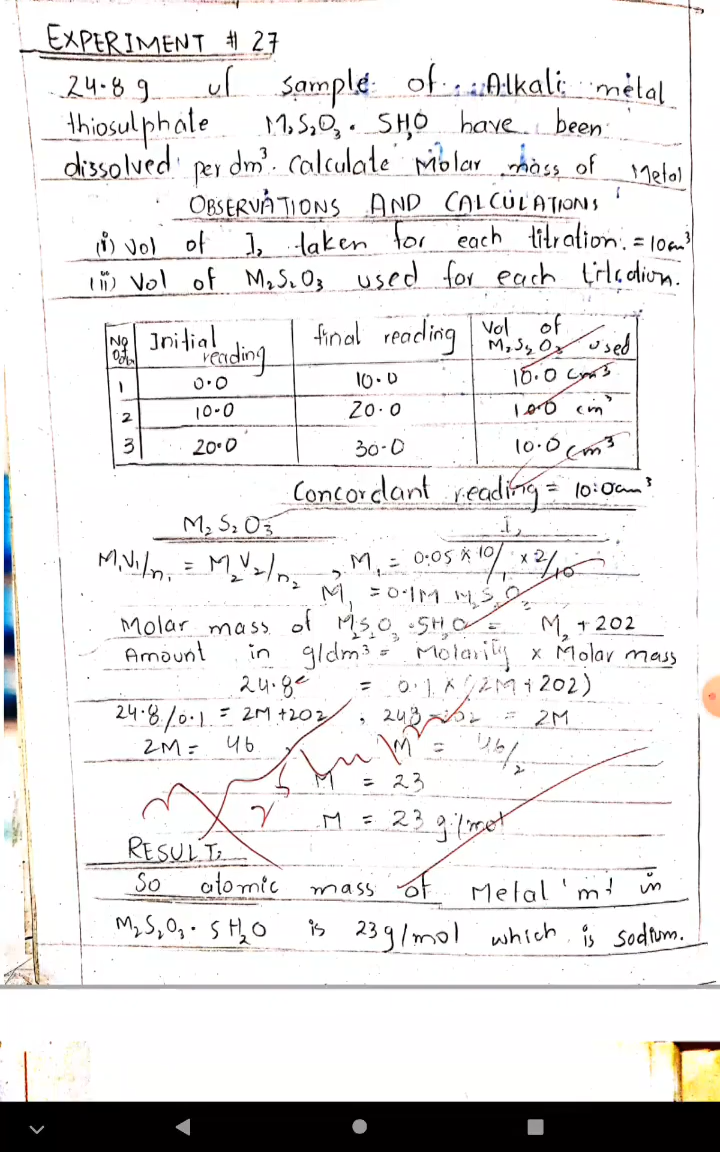 EXPERIMENT # 27
24.8 g of sample of Alkali metal
thiosulphate M₂S₂O₃. 5H₂O have been
dissolved per dm³. Calculate Molar mass of Metal
OBSERVATIONS AND CALCULATIONS
(i) Vol of I₂ taken for each titration. = 10cm³
(ii) Vol of M₂S₂O₃ used for each titration.
No of Obs Initial reading final reading Vol of M₂S₂O₃ used
1 0.0 10.0 10.0 cm³
2 10.0 20.0 10.0 cm³
3 20.0 30.0 10.0 cm³
Concordant reading = 10.0cm³
M₂S₂O₃ I₂
M₁V₁/n₁ = M₂V₂/n₂ , M₁ = 0.05 × 10/1 × 2/10
M₁ = 0.1M M₂S₂O₃
Molar mass of M₂S₂O₃.5H₂O = M₂ + 202
Amount in g/dm³ = Molarity × Molar mass
24.8 = 0.1 × (2M + 202)
24.8/0.1 = 2M+202 , 248 - 202 = 2M
2M = 46 , M = 46/2
M = 23
M = 23 g/mol
RESULT:
So atomic mass of Metal 'm' in
M₂S₂O₃. 5H₂O is 23g/mol which is sodium.